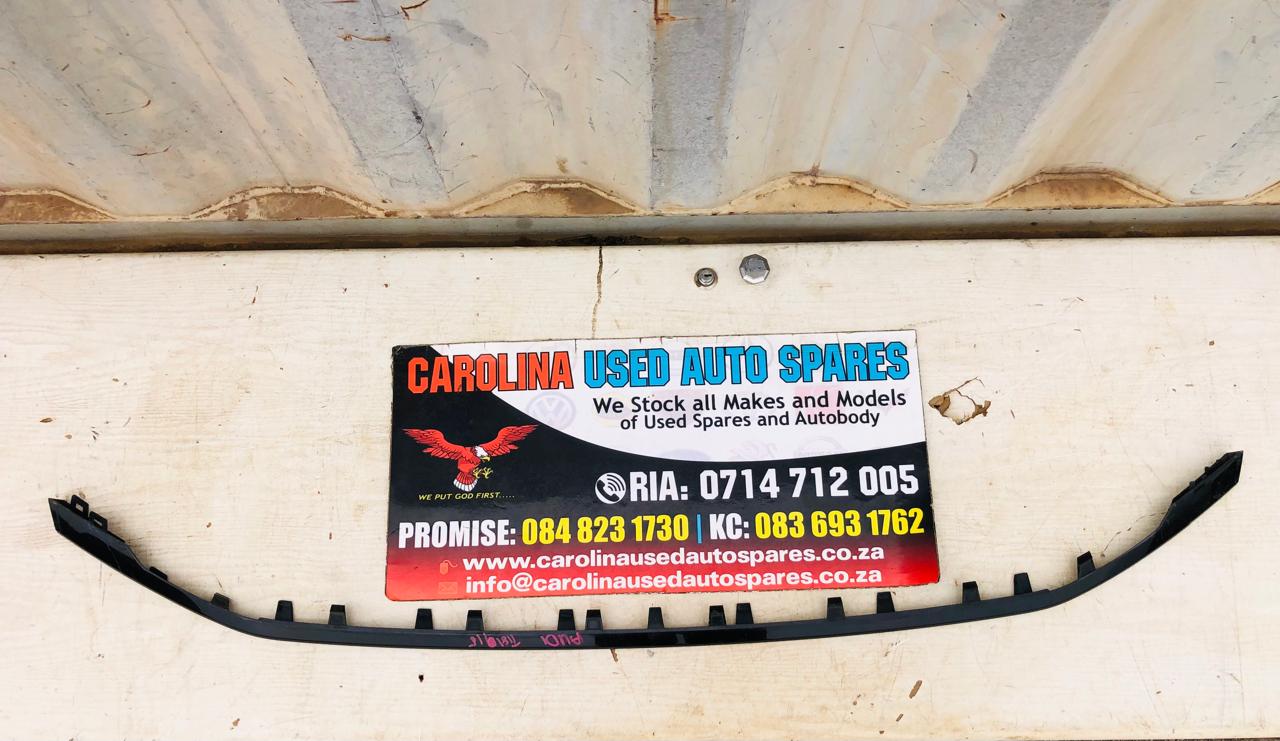 CAROLINA USED AUTO SPARES
We Stock all Makes and Models
of Used Spares and Autobody
WE PUT GOD FIRST.....
RIA: 0714 712 005
PROMISE: 084 823 1730 | KC: 083 693 1762
www.carolinausedautospares.co.za
info@carolinausedautospares.co.za
AUDI